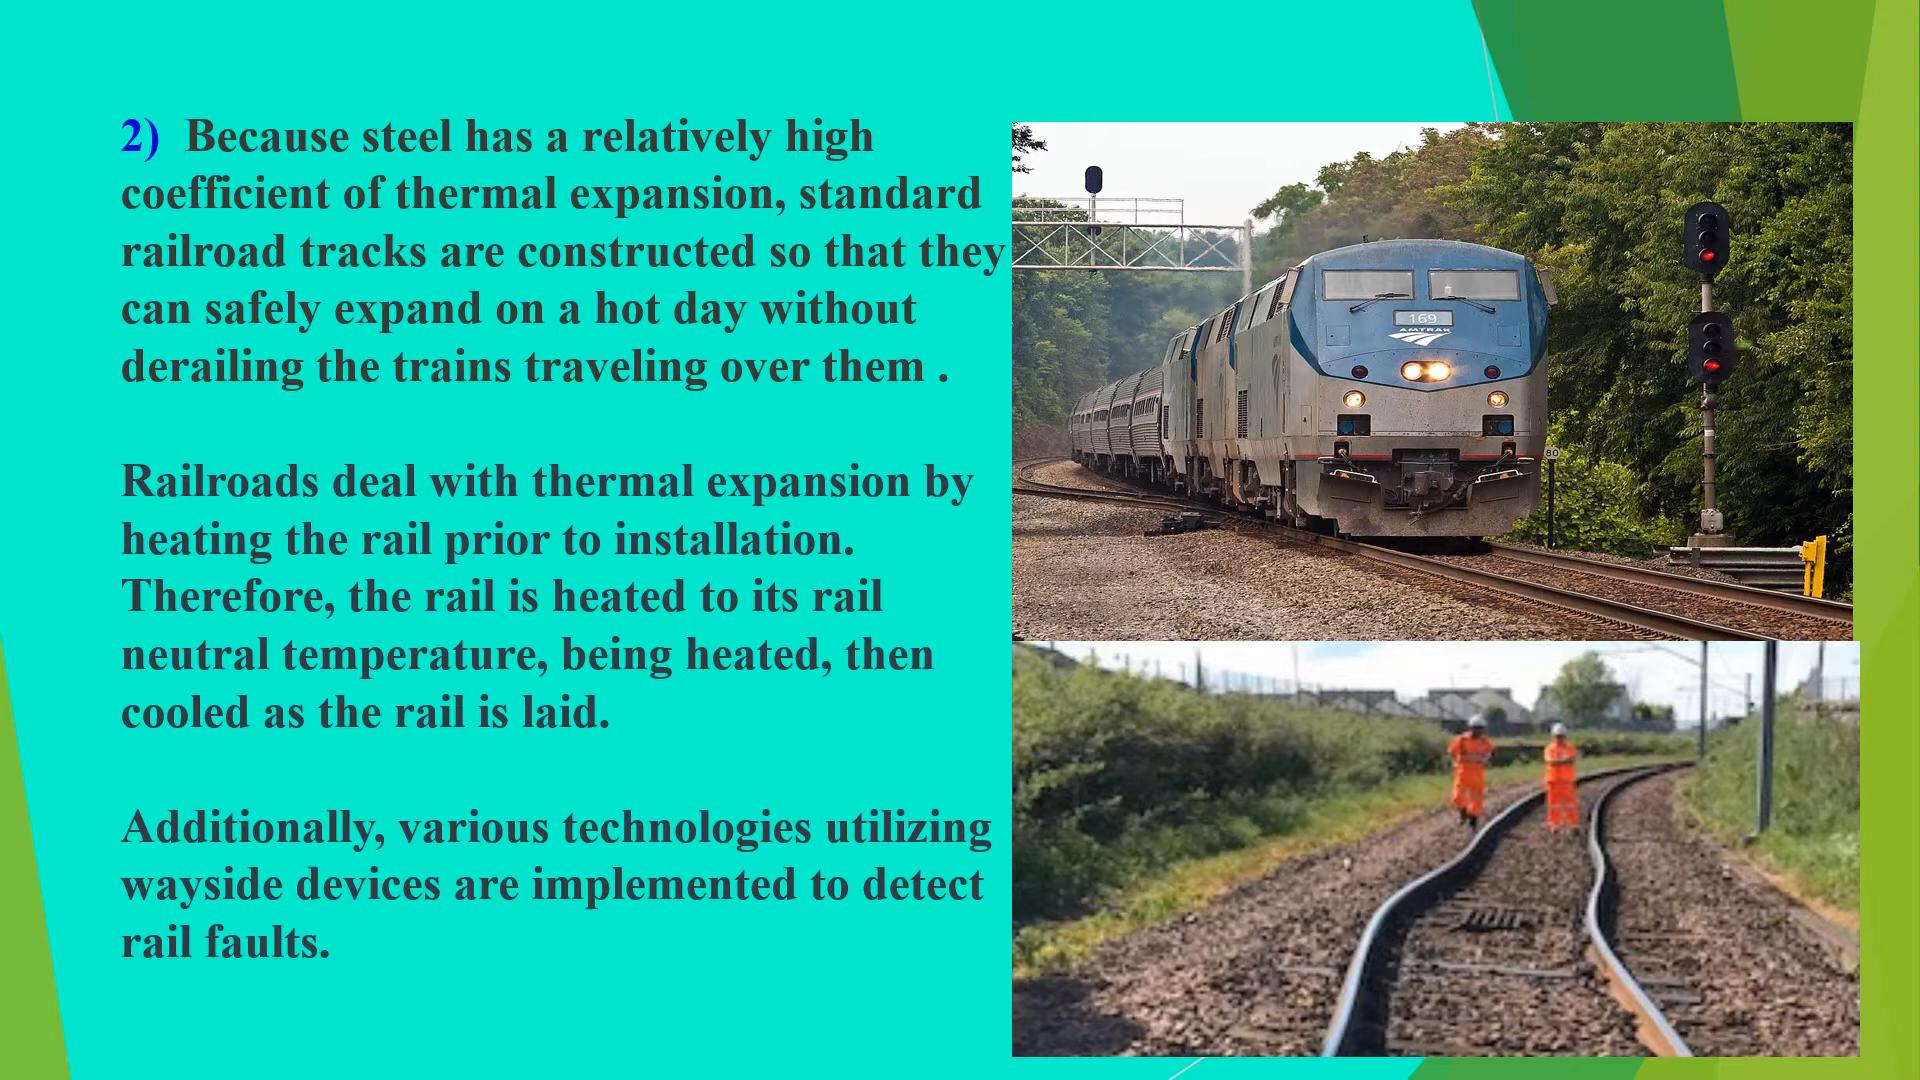 2) Because steel has a relatively high
coefficient of thermal expansion, standard
railroad tracks are constructed so that they
can safely expand on a hot day without
derailing the trains traveling over them .
Railroads deal with thermal expansion by
heating the rail prior to installation.
Therefore, the rail is heated to its rail
neutral temperature, being heated, then
cooled as the rail is laid.
Additionally, various technologies utilizing
wayside devices are implemented to detect
rail faults.
169
AMTRAK
80